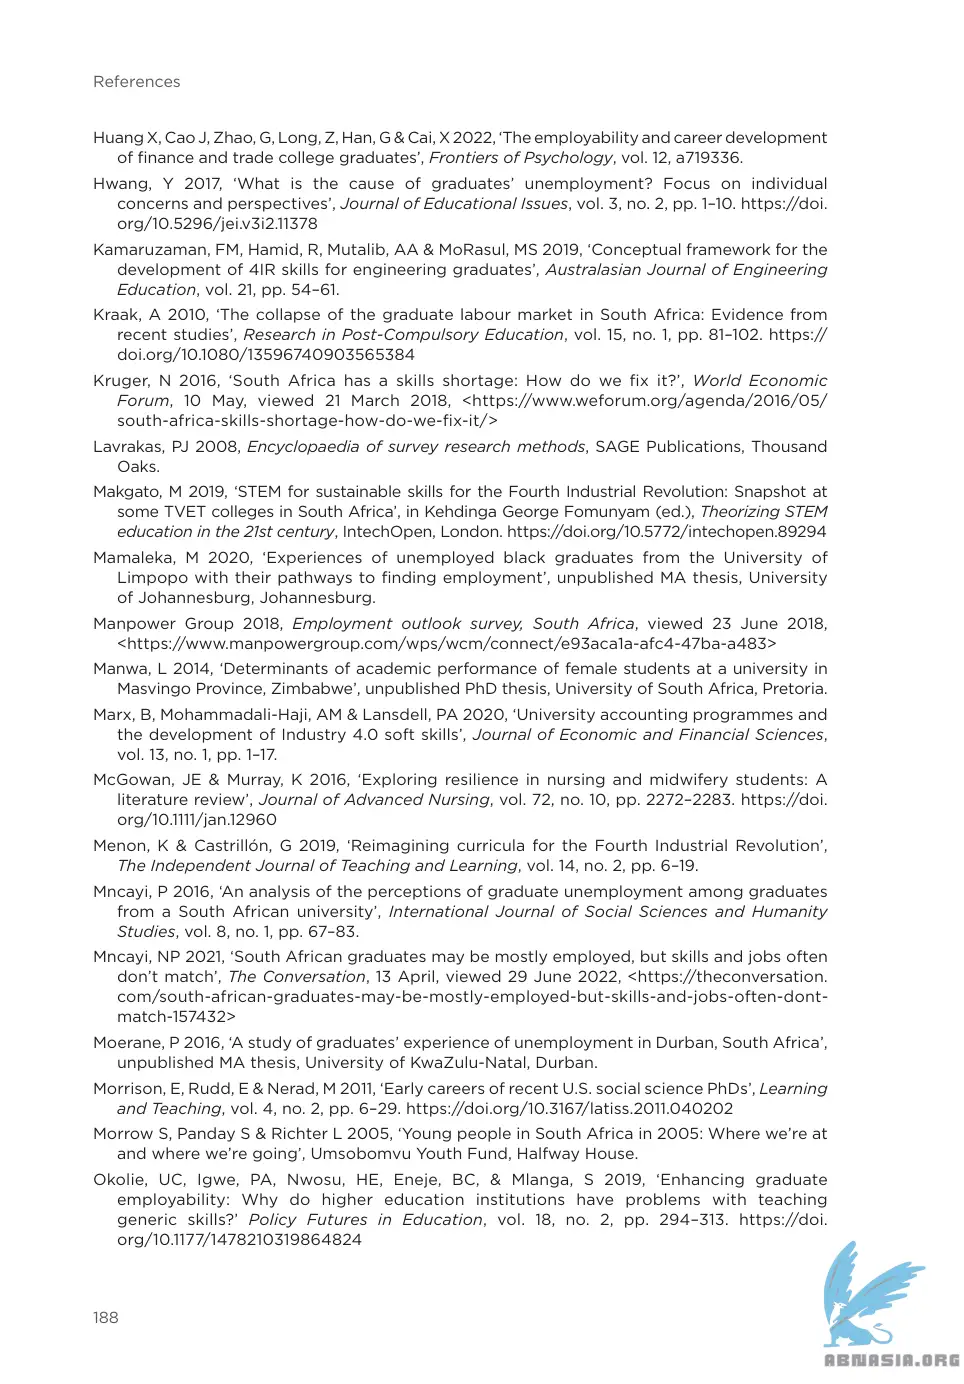 References
Huang X, Cao J, Zhao, G, Long, Z, Han, G & Cai, X 2022, ‘The employability and career development
of finance and trade college graduates’, Frontiers of Psychology, vol. 12, a719336.
Hwang, Y 2017, ‘What is the cause of graduates’ unemployment? Focus on individual
concerns and perspectives’, Journal of Educational Issues, vol. 3, no. 2, pp. 1–10. https://doi.
org/10.5296/jei.v3i2.11378
Kamaruzaman, FM, Hamid, R, Mutalib, AA & MoRasul, MS 2019, ‘Conceptual framework for the
development of 4IR skills for engineering graduates’, Australasian Journal of Engineering
Education, vol. 21, pp. 54–61.
Kraak, A 2010, ‘The collapse of the graduate labour market in South Africa: Evidence from
recent studies’, Research in Post-Compulsory Education, vol. 15, no. 1, pp. 81–102. https://
doi.org/10.1080/13596740903565384
Kruger, N 2016, ‘South Africa has a skills shortage: How do we fix it?’, World Economic
Forum, 10 May, viewed 21 March 2018, <https://www.weforum.org/agenda/2016/05/
south-africa-skills-shortage-how-do-we-fix-it/>
Lavrakas, PJ 2008, Encyclopaedia of survey research methods, SAGE Publications, Thousand
Oaks.
Makgato, M 2019, ‘STEM for sustainable skills for the Fourth Industrial Revolution: Snapshot at
some TVET colleges in South Africa’, in Kehdinga George Fomunyam (ed.), Theorizing STEM
education in the 21st century, IntechOpen, London. https://doi.org/10.5772/intechopen.89294
Mamaleka, M 2020, ‘Experiences of unemployed black graduates from the University of
Limpopo with their pathways to finding employment’, unpublished MA thesis, University
of Johannesburg, Johannesburg.
Manpower Group 2018, Employment outlook survey, South Africa, viewed 23 June 2018,
<https://www.manpowergroup.com/wps/wcm/connect/e93aca1a-afc4-47ba-a483>
Manwa, L 2014, ‘Determinants of academic performance of female students at a university in
Masvingo Province, Zimbabwe’, unpublished PhD thesis, University of South Africa, Pretoria.
Marx, B, Mohammadali-Haji, AM & Lansdell, PA 2020, ‘University accounting programmes and
the development of Industry 4.0 soft skills’, Journal of Economic and Financial Sciences,
vol. 13, no. 1, pp. 1–17.
McGowan, JE & Murray, K 2016, ‘Exploring resilience in nursing and midwifery students: A
literature review’, Journal of Advanced Nursing, vol. 72, no. 10, pp. 2272–2283. https://doi.
org/10.1111/jan.12960
Menon, K & Castrillón, G 2019, ‘Reimagining curricula for the Fourth Industrial Revolution’,
The Independent Journal of Teaching and Learning, vol. 14, no. 2, pp. 6–19.
Mncayi, P 2016, ‘An analysis of the perceptions of graduate unemployment among graduates
from a South African university’, International Journal of Social Sciences and Humanity
Studies, vol. 8, no. 1, pp. 67–83.
Mncayi, NP 2021, ‘South African graduates may be mostly employed, but skills and jobs often
don’t match’, The Conversation, 13 April, viewed 29 June 2022, <https://theconversation.
com/south-african-graduates-may-be-mostly-employed-but-skills-and-jobs-often-dont-
match-157432>
Moerane, P 2016, ‘A study of graduates’ experience of unemployment in Durban, South Africa’,
unpublished MA thesis, University of KwaZulu-Natal, Durban.
Morrison, E, Rudd, E & Nerad, M 2011, ‘Early careers of recent U.S. social science PhDs’, Learning
and Teaching, vol. 4, no. 2, pp. 6–29. https://doi.org/10.3167/latiss.2011.040202
Morrow S, Panday S & Richter L 2005, ‘Young people in South Africa in 2005: Where we’re at
and where we’re going’, Umsobomvu Youth Fund, Halfway House.
Okolie, UC, Igwe, PA, Nwosu, HE, Eneje, BC, & Mlanga, S 2019, ‘Enhancing graduate
employability: Why do higher education institutions have problems with teaching
generic skills?’ Policy Futures in Education, vol. 18, no. 2, pp. 294–313. https://doi.
org/10.1177/1478210319864824
188
ABNASIA.ORG